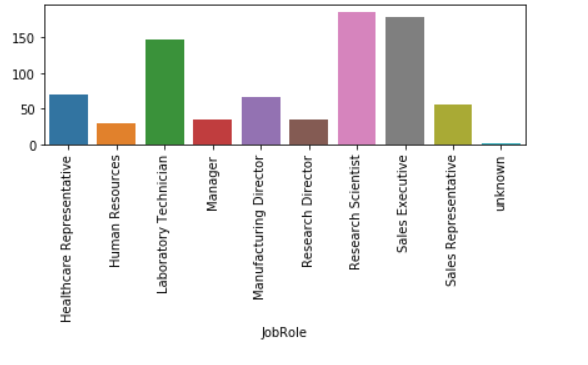 150
100
50
0
Healthcare Representative
Human Resources
Laboratory Technician
Manager
Manufacturing Director
Research Director
Research Scientist
Sales Executive
Sales Representative
unknown
JobRole